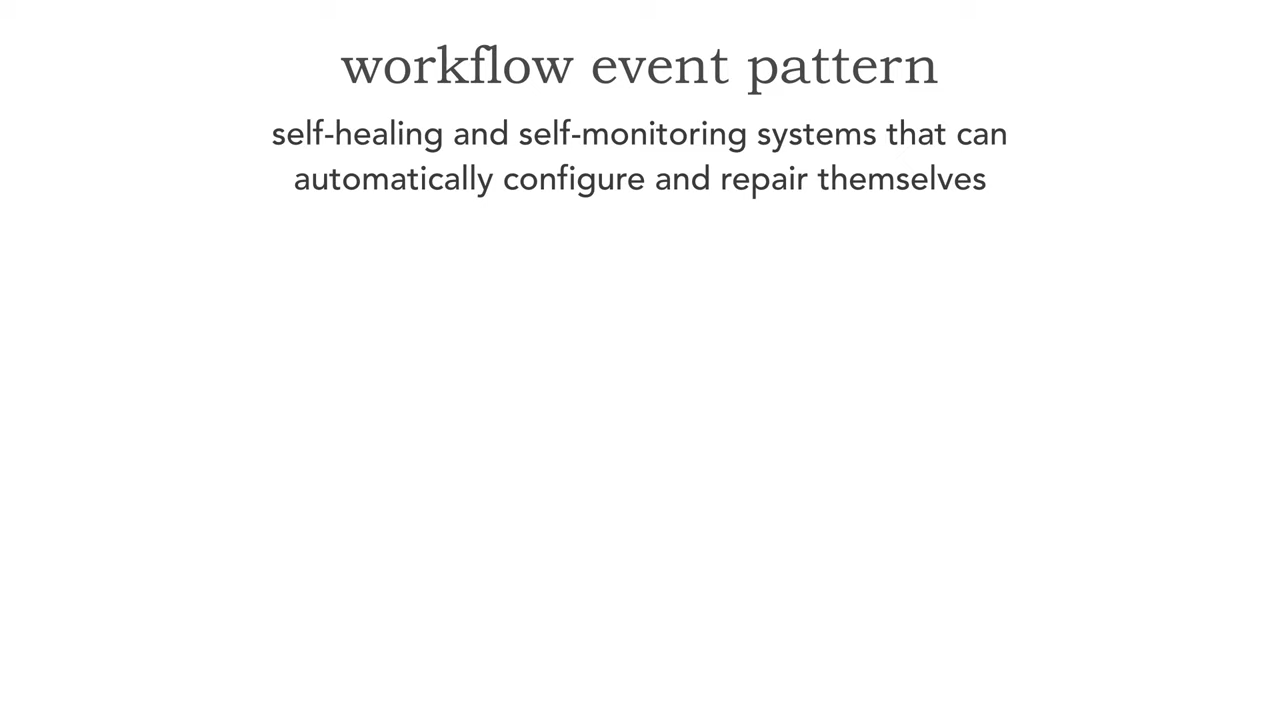 workflow event pattern
self-healing and self-monitoring systems that can
automatically configure and repair themselves